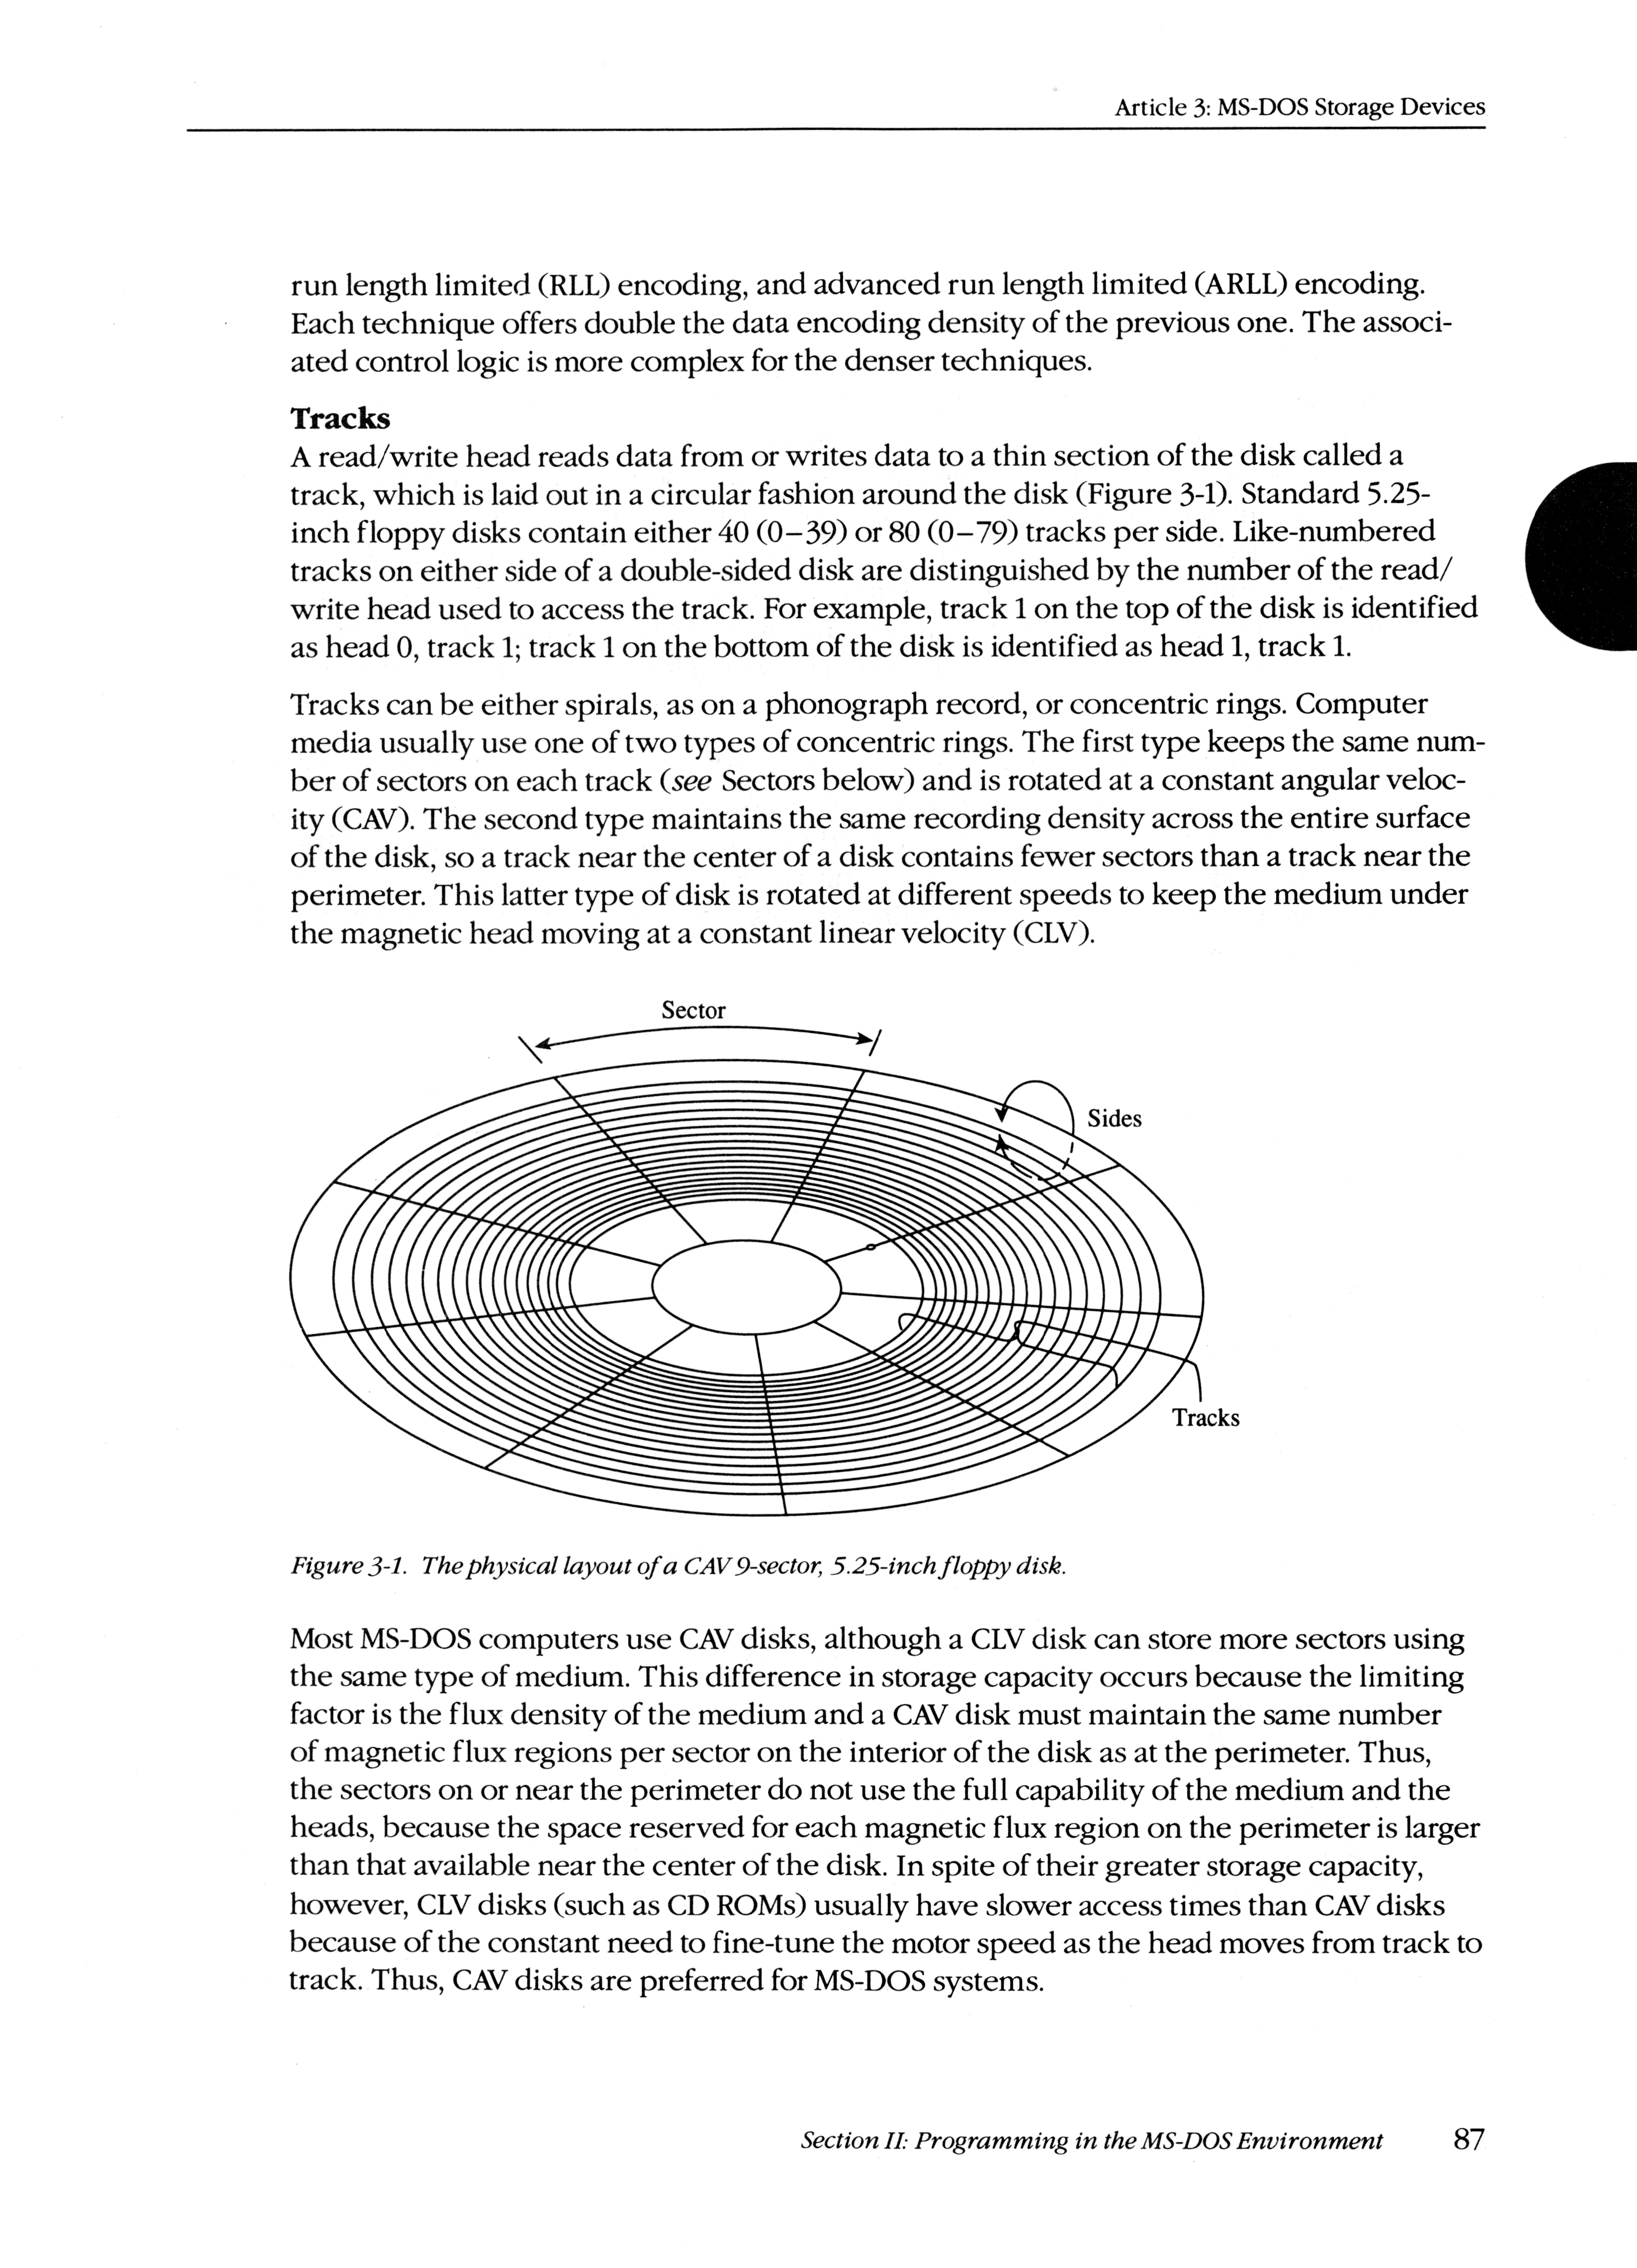 Article 3: MS-DOS Storage Devices
run length limited (RLL) encoding, and advanced run length limited (ARLL) encoding.
Each technique offers double the data encoding density of the previous one. The associ-
ated control logic is more complex for the denser techniques.
Tracks
A read/write head reads data from or writes data to a thin section of the disk called a
track, which is laid out in a circular fashion around the disk (Figure 3-1). Standard 5.25-
inch floppy disks contain either 40 (0–39) or 80 (0–79) tracks per side. Like-numbered
tracks on either side of a double-sided disk are distinguished by the number of the read/
write head used to access the track. For example, track 1 on the top of the disk is identified
as head 0, track 1; track 1 on the bottom of the disk is identified as head 1, track 1.
Tracks can be either spirals, as on a phonograph record, or concentric rings. Computer
media usually use one of two types of concentric rings. The first type keeps the same num-
ber of sectors on each track (see Sectors below) and is rotated at a constant angular veloc-
ity (CAV). The second type maintains the same recording density across the entire surface
of the disk, so a track near the center of a disk contains fewer sectors than a track near the
perimeter. This latter type of disk is rotated at different speeds to keep the medium under
the magnetic head moving at a constant linear velocity (CLV).
Sector
Sides
Tracks
Figure 3-1. The physical layout of a CAV 9-sector, 5.25-inch floppy disk.
Most MS-DOS computers use CAV disks, although a CLV disk can store more sectors using
the same type of medium. This difference in storage capacity occurs because the limiting
factor is the flux density of the medium and a CAV disk must maintain the same number
of magnetic flux regions per sector on the interior of the disk as at the perimeter. Thus,
the sectors on or near the perimeter do not use the full capability of the medium and the
heads, because the space reserved for each magnetic flux region on the perimeter is larger
than that available near the center of the disk. In spite of their greater storage capacity,
however, CLV disks (such as CD ROMs) usually have slower access times than CAV disks
because of the constant need to fine-tune the motor speed as the head moves from track to
track. Thus, CAV disks are preferred for MS-DOS systems.
Section II: Programming in the MS-DOS Environment 87